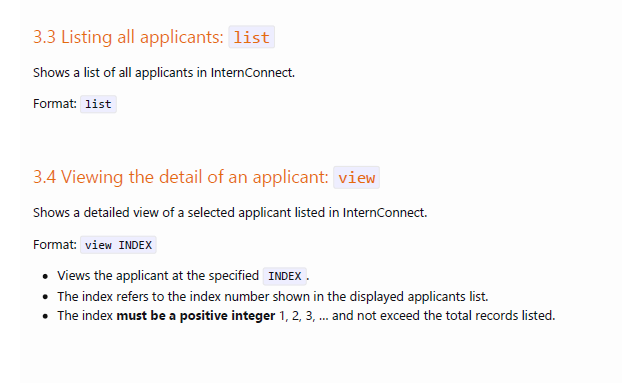 3.3 Listing all applicants: list
Shows a list of all applicants in InternConnect.
Format: list
3.4 Viewing the detail of an applicant: view
Shows a detailed view of a selected applicant listed in InternConnect.
Format: view INDEX
• Views the applicant at the specified INDEX.
• The index refers to the index number shown in the displayed applicants list.
• The index must be a positive integer 1, 2, 3, … and not exceed the total records listed.